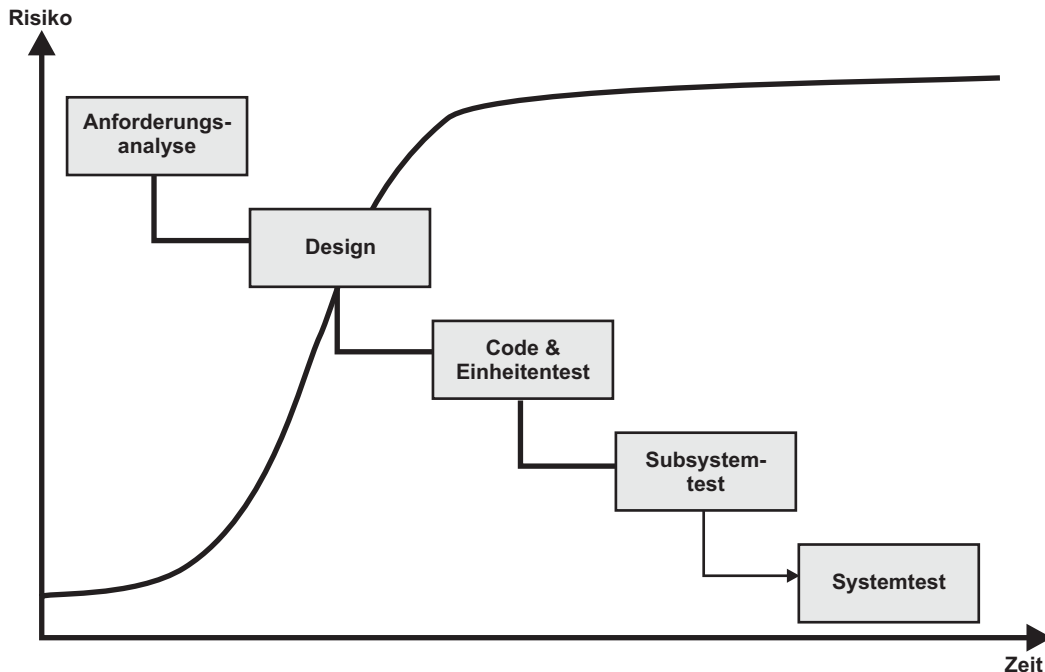 Risiko
Anforderungs-
analyse
Design
Code &
Einheitentest
Subsystem-
test
Systemtest
Zeit